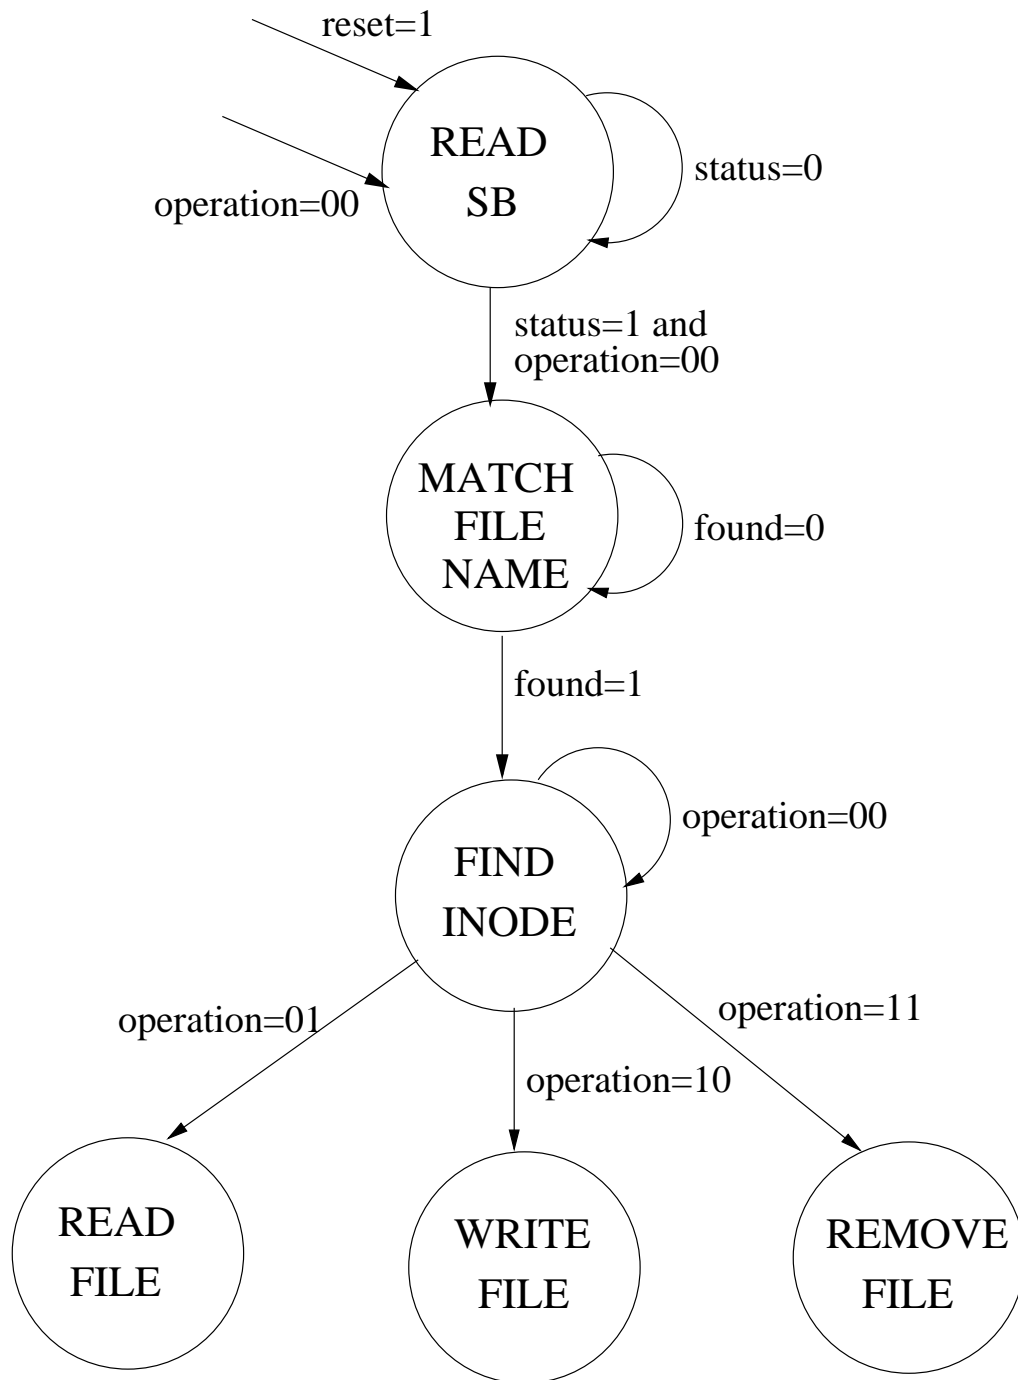 reset=1
READ
SB
status=0
operation=00
status=1 and
operation=00
MATCH
FILE
NAME
found=0
found=1
operation=00
FIND
INODE
operation=01
operation=11
operation=10
READ
FILE
WRITE
FILE
REMOVE
FILE